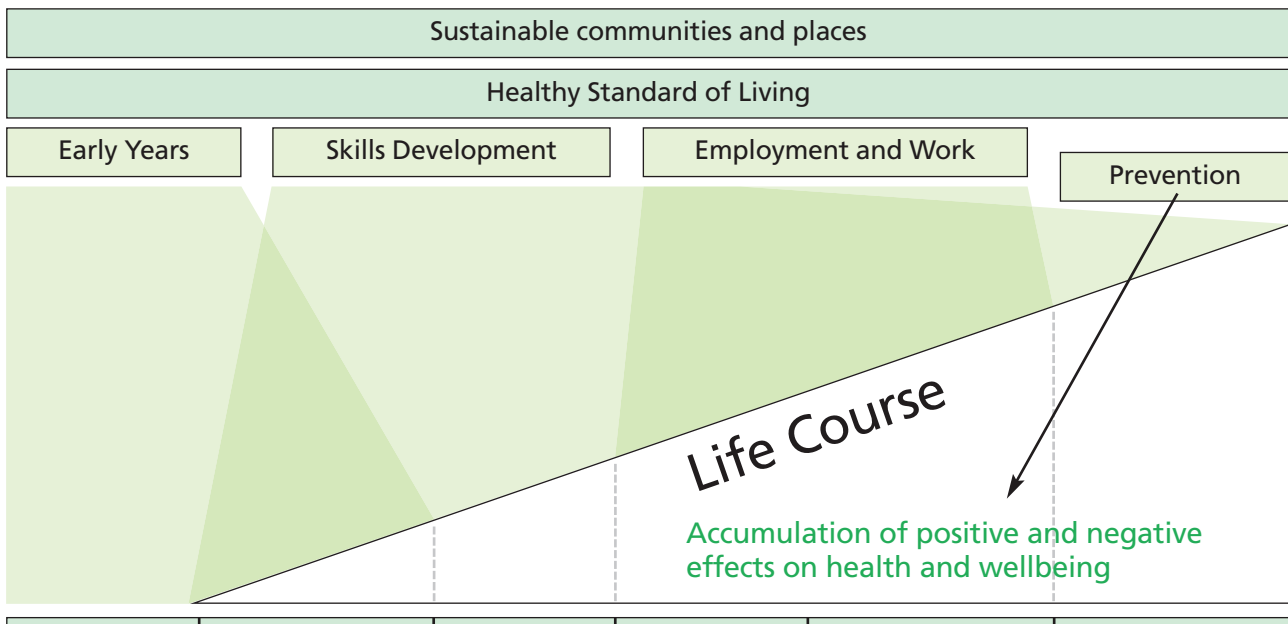 Sustainable communities and places
Healthy Standard of Living
Early Years
Skills Development
Employment and Work
Prevention
Life Course
Accumulation of positive and negative
effects on health and wellbeing